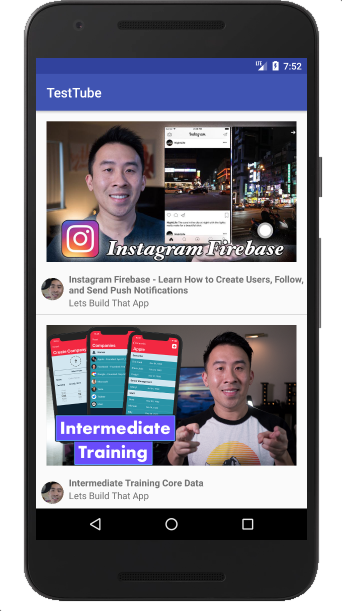 LTE 7:52
TestTube
Instagram
Instagram Firebase
Instagram Firebase - Learn How to Create Users, Follow,
and Send Push Notifications
Lets Build That App
Create Company
Companies
Apple
Intermediate
Training
Intermediate Training Core Data
Lets Build That App